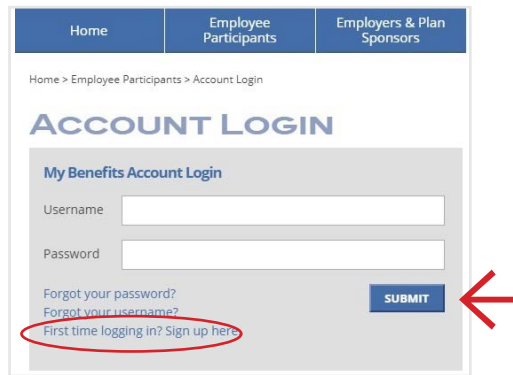 Home
Employee
Participants
Employers & Plan
Sponsors
Home > Employee Participants > Account Login
ACCOUNT LOGIN
My Benefits Account Login
Username
Password
Forgot your password?
Forgot your username?
First time logging in? Sign up here
SUBMIT